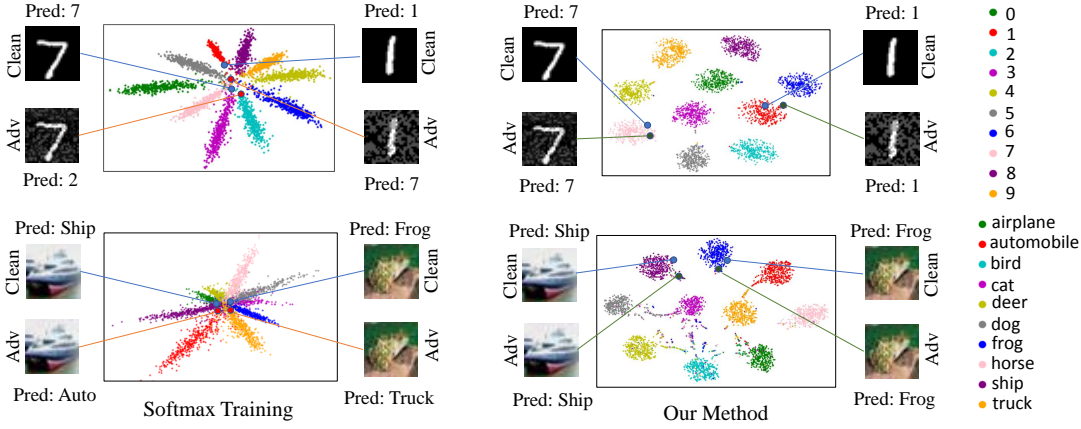 Pred: 7
Pred: 1
Clean
Clean
Adv
Adv
Pred: 2
Pred: 7
Pred: 7
Pred: 1
Clean
Clean
Adv
Adv
Pred: 7
Pred: 1
0
1
2
3
4
5
6
7
8
9
Pred: Ship
Pred: Frog
Clean
Clean
Adv
Adv
Pred: Auto
Pred: Truck
Softmax Training
Pred: Ship
Pred: Frog
Clean
Clean
Adv
Adv
Pred: Ship
Pred: Frog
Our Method
airplane
automobile
bird
cat
deer
dog
frog
horse
ship
truck